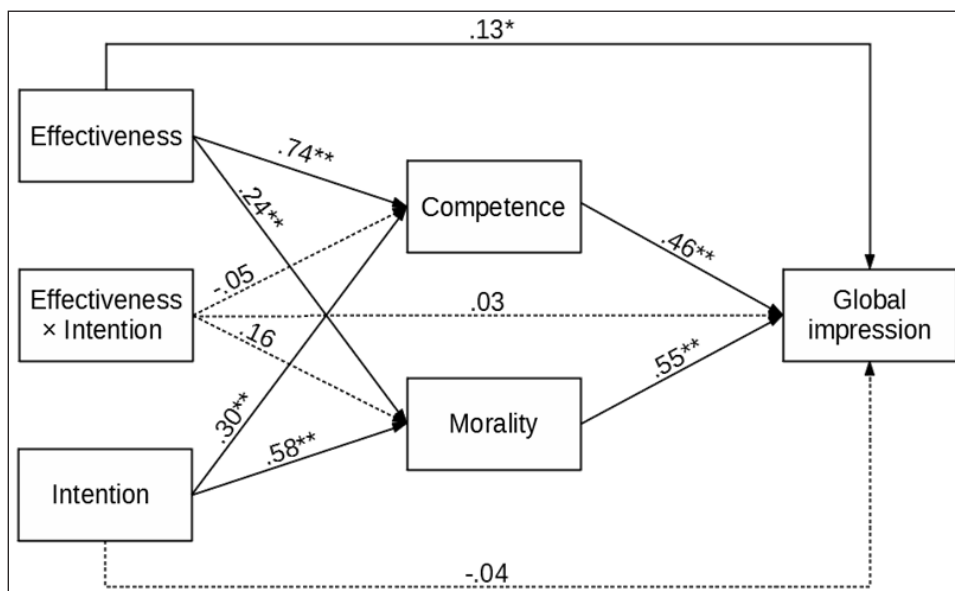 .13*
Effectiveness
.74**
.24**
Competence
.46**
-.05
Effectiveness
× Intention
.03
Global
impression
.16
.30**
.55**
Morality
.58**
Intention
-.04